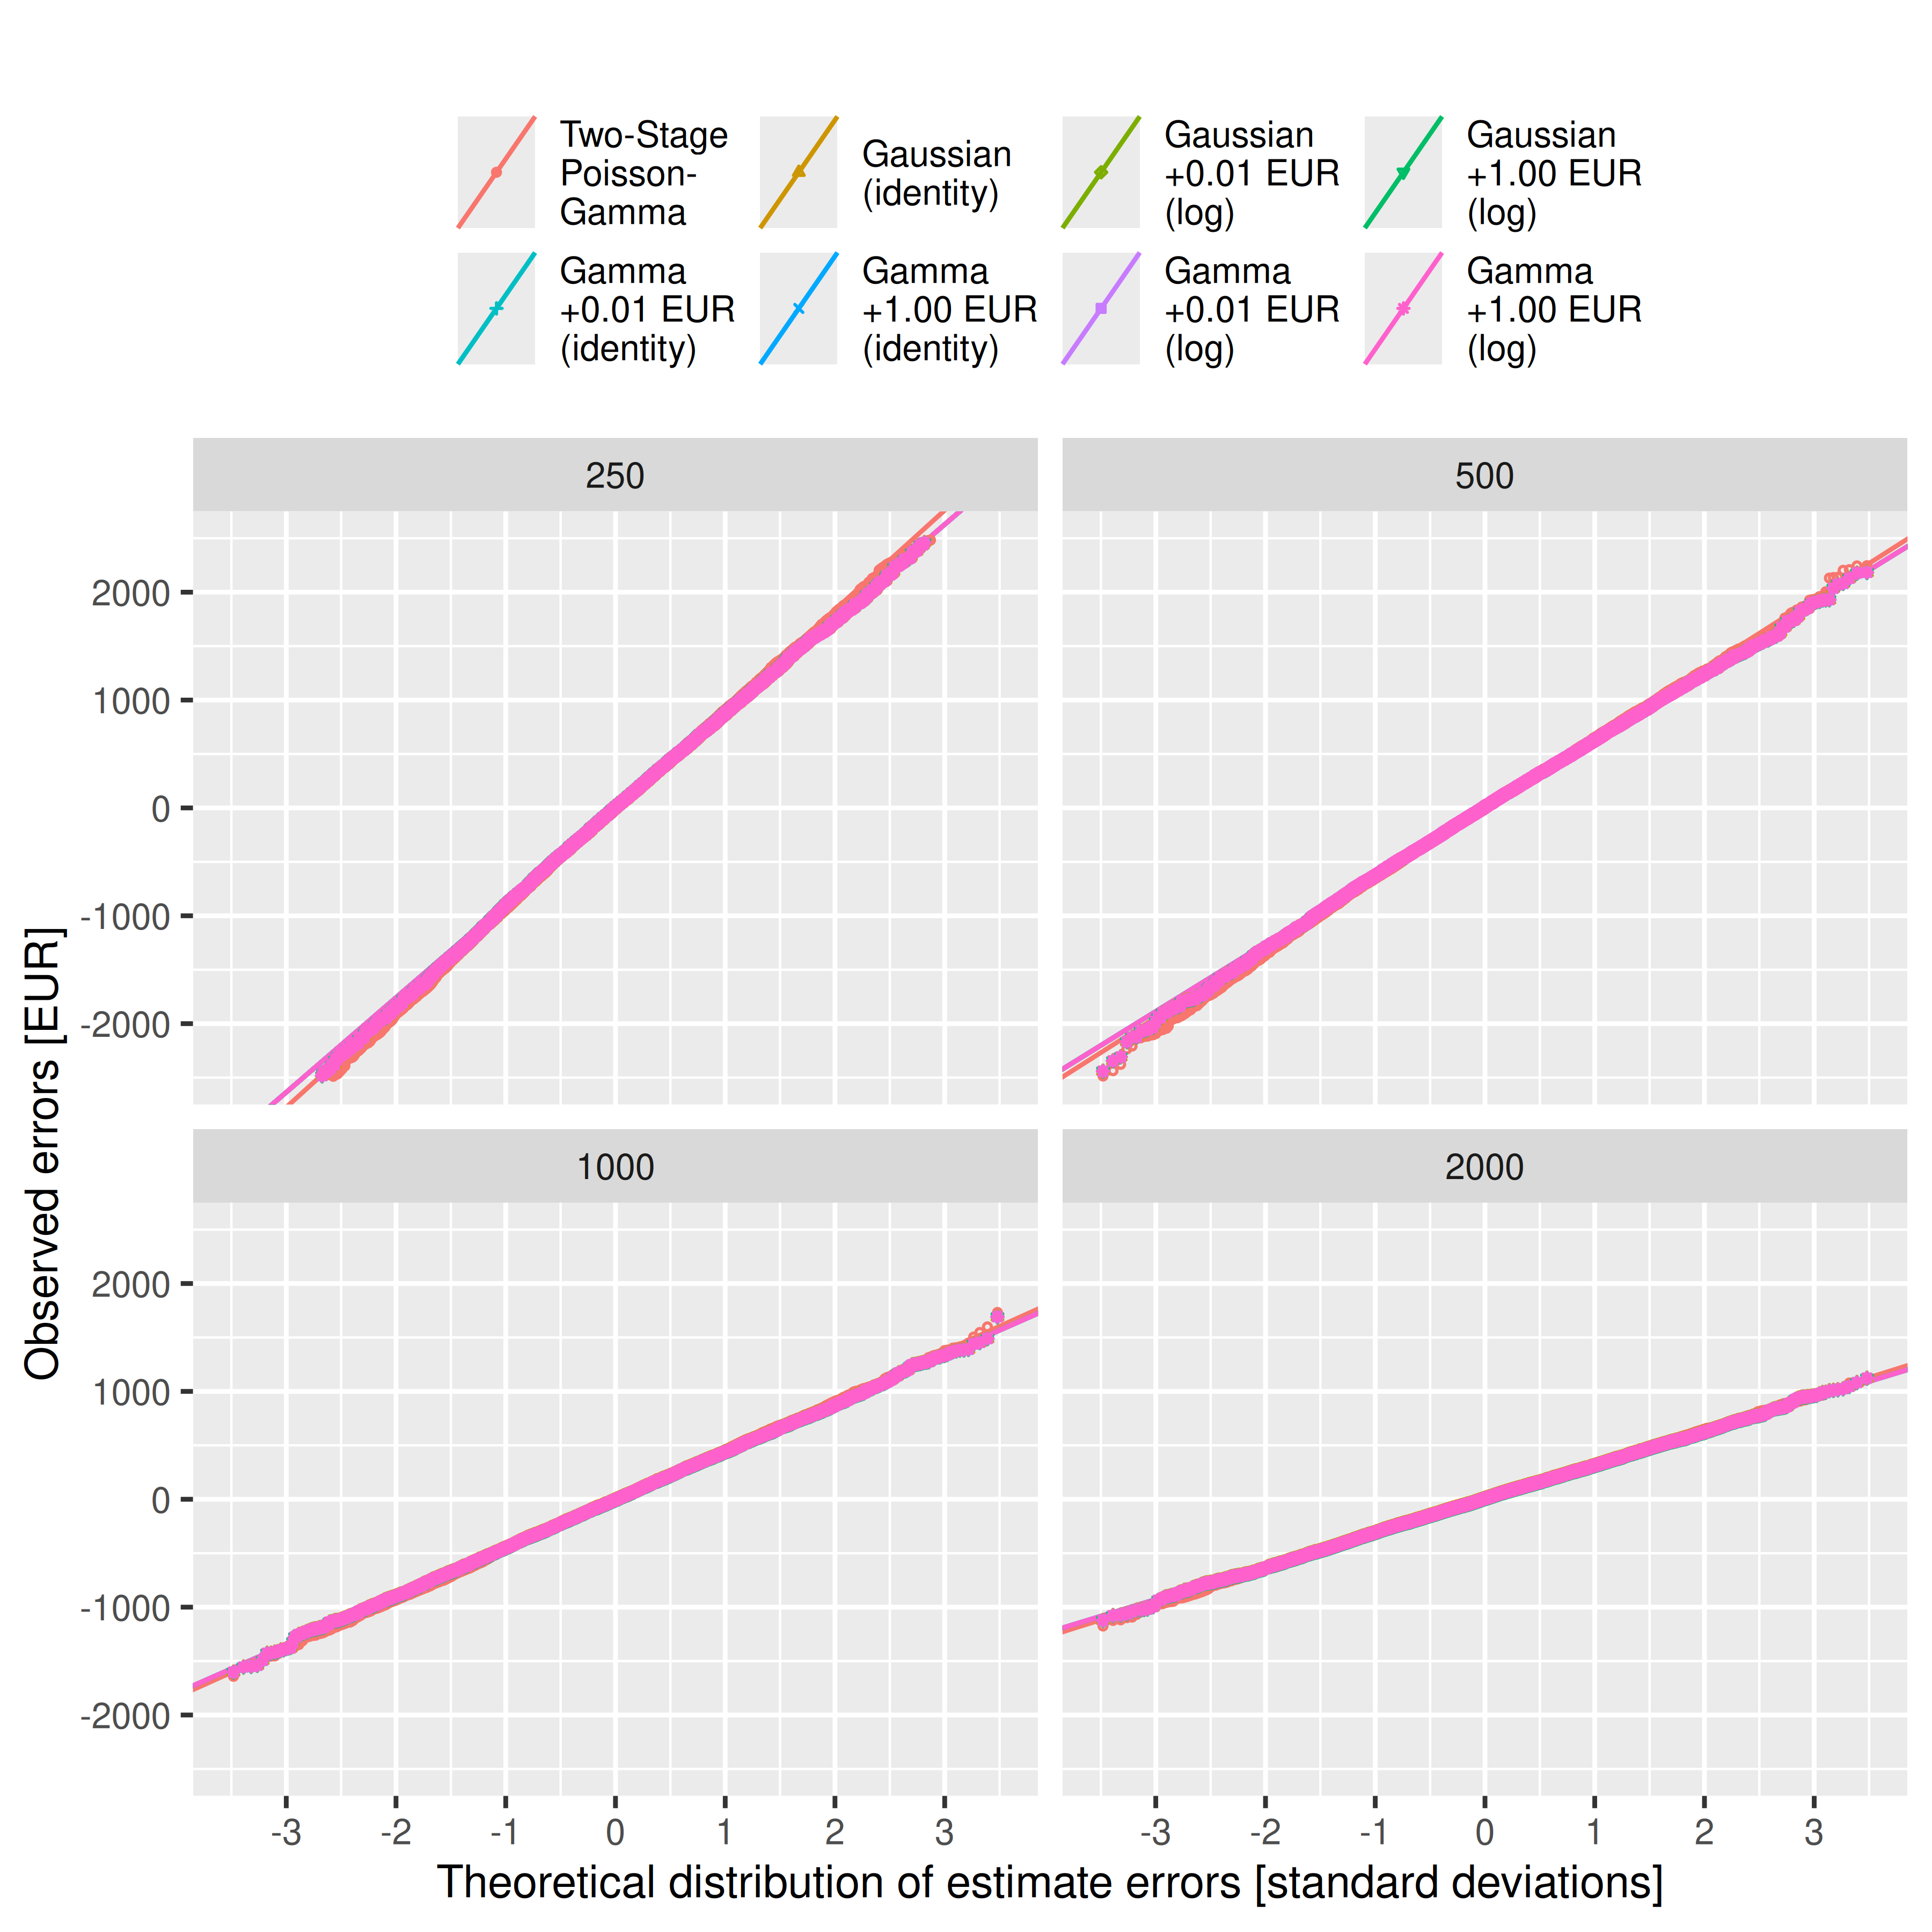 Two-Stage
Poisson-
Gamma
Gaussian
(identity)
Gaussian
+0.01 EUR
(log)
Gaussian
+1.00 EUR
(log)
Gamma
+0.01 EUR
(identity)
Gamma
+1.00 EUR
(identity)
Gamma
+0.01 EUR
(log)
Gamma
+1.00 EUR
(log)
250
500
2000
1000
0
-1000
-2000
1000
2000
2000
1000
0
-1000
-2000
-3 -2 -1 0 1 2 3
-3 -2 -1 0 1 2 3
Observed errors [EUR]
Theoretical distribution of estimate errors [standard deviations]